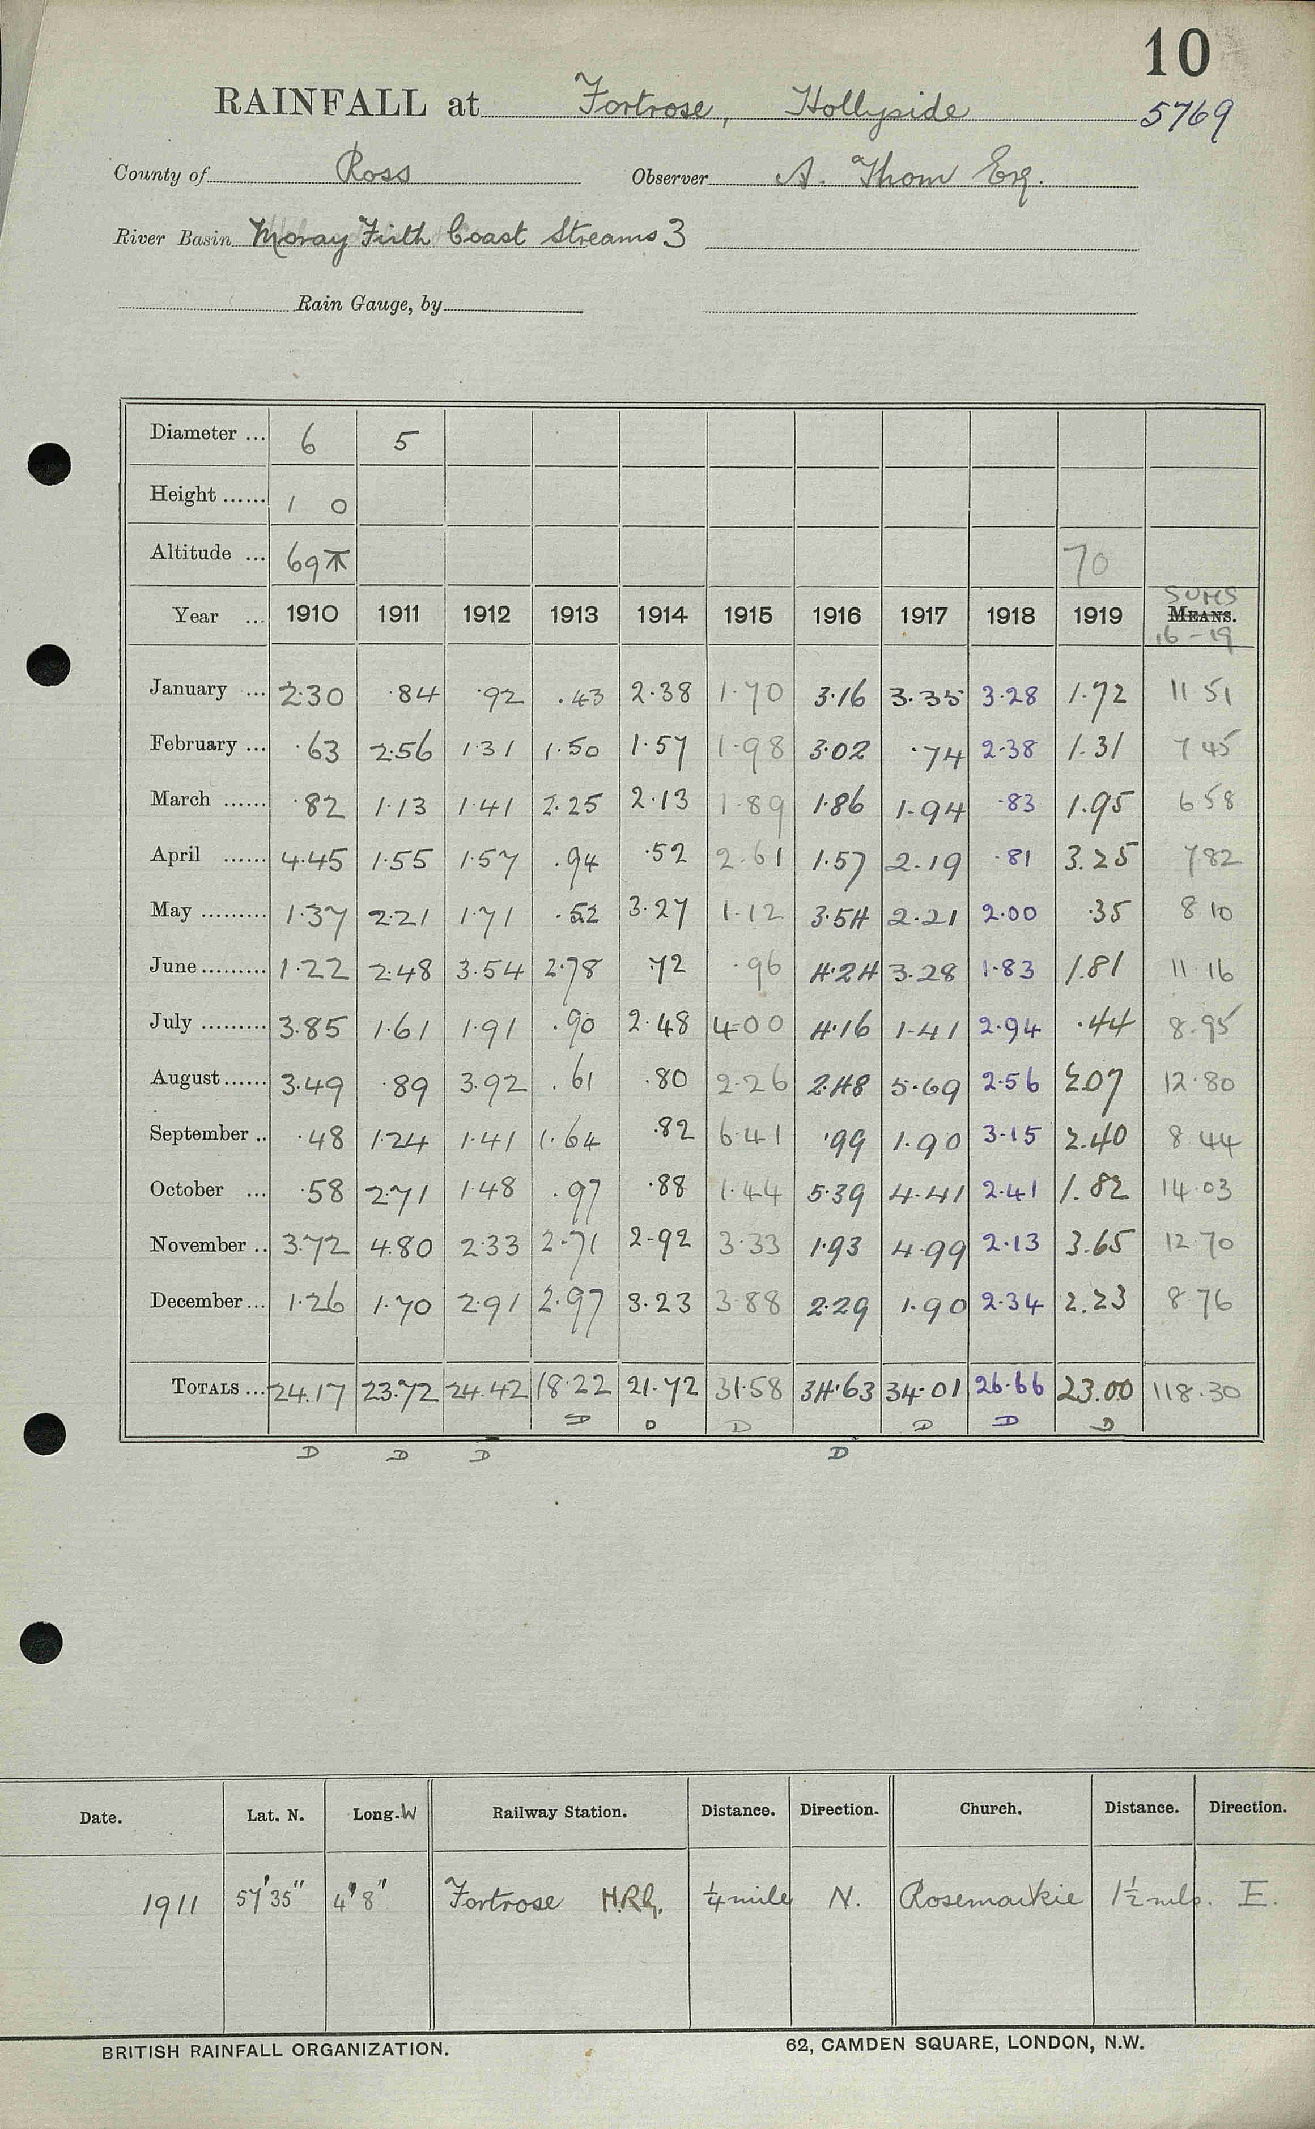 10
RAINFALL at Fortrose, Hollyside 5769
County of Ross Observer A. Thom Esq.
River Basin Moray Firth Coast Streams 3
Rain Gauge, by
Diameter ... 6 5
Height ...... 1 0
Altitude ... 69 70
SUMS
Year ... 1910 1911 1912 1913 1914 1915 1916 1917 1918 1919 MEANS.
16-19
January ... 2.30 .84 .92 .43 2.38 1.70 3.16 3.35 3.28 1.72 11 51
February ... .63 2.56 1.31 1.50 1.57 1.98 3.02 .74 2.38 1.31 7 45
March ...... .82 1.13 1.41 2.25 2.13 1.89 1.86 1.94 .83 1.95 6 58
April ...... 4.45 1.55 1.57 .94 .52 2.61 1.57 2.19 .81 3.25 7 82
May ......... 1.37 2.21 1.71 .52 3.27 1.12 3.54 2.21 2.00 .35 8 10
June ......... 1.22 2.48 3.54 2.78 .72 .96 4.24 3.28 1.83 1.81 11 16
July ......... 3.85 1.61 1.91 .90 2.48 4.00 4.16 1.41 2.94 .44 8.95
August ...... 3.49 .89 3.92 .61 .80 2.26 2.48 5.69 2.56 2.07 12.80
September .. .48 1.24 1.41 1.64 .82 6.41 .99 1.90 3.15 2.40 8 44
October ... .58 2.71 1.48 .97 .88 1.44 5.39 4.41 2.41 1.82 14.03
November .. 3.72 4.80 2.33 2.71 2.92 3.33 1.93 4.99 2.13 3.65 12 70
December ... 1.26 1.70 2.91 2.97 3.23 3.88 2.29 1.90 2.34 2.23 8 76
TOTALS ... 24.17 23.72 24.42 18.22 21.72 31.58 34.63 34.01 26.66 23.00 118.30
D D D D D D
D D D D
Date. Lat. N. Long. W Railway Station. Distance. Direction. Church. Distance. Direction.
1911 57°35" 4°8' Fortrose H.R. ¼ mile N. Rosemarkie 1½ mls. E.
BRITISH RAINFALL ORGANIZATION. 62, CAMDEN SQUARE, LONDON, N.W.